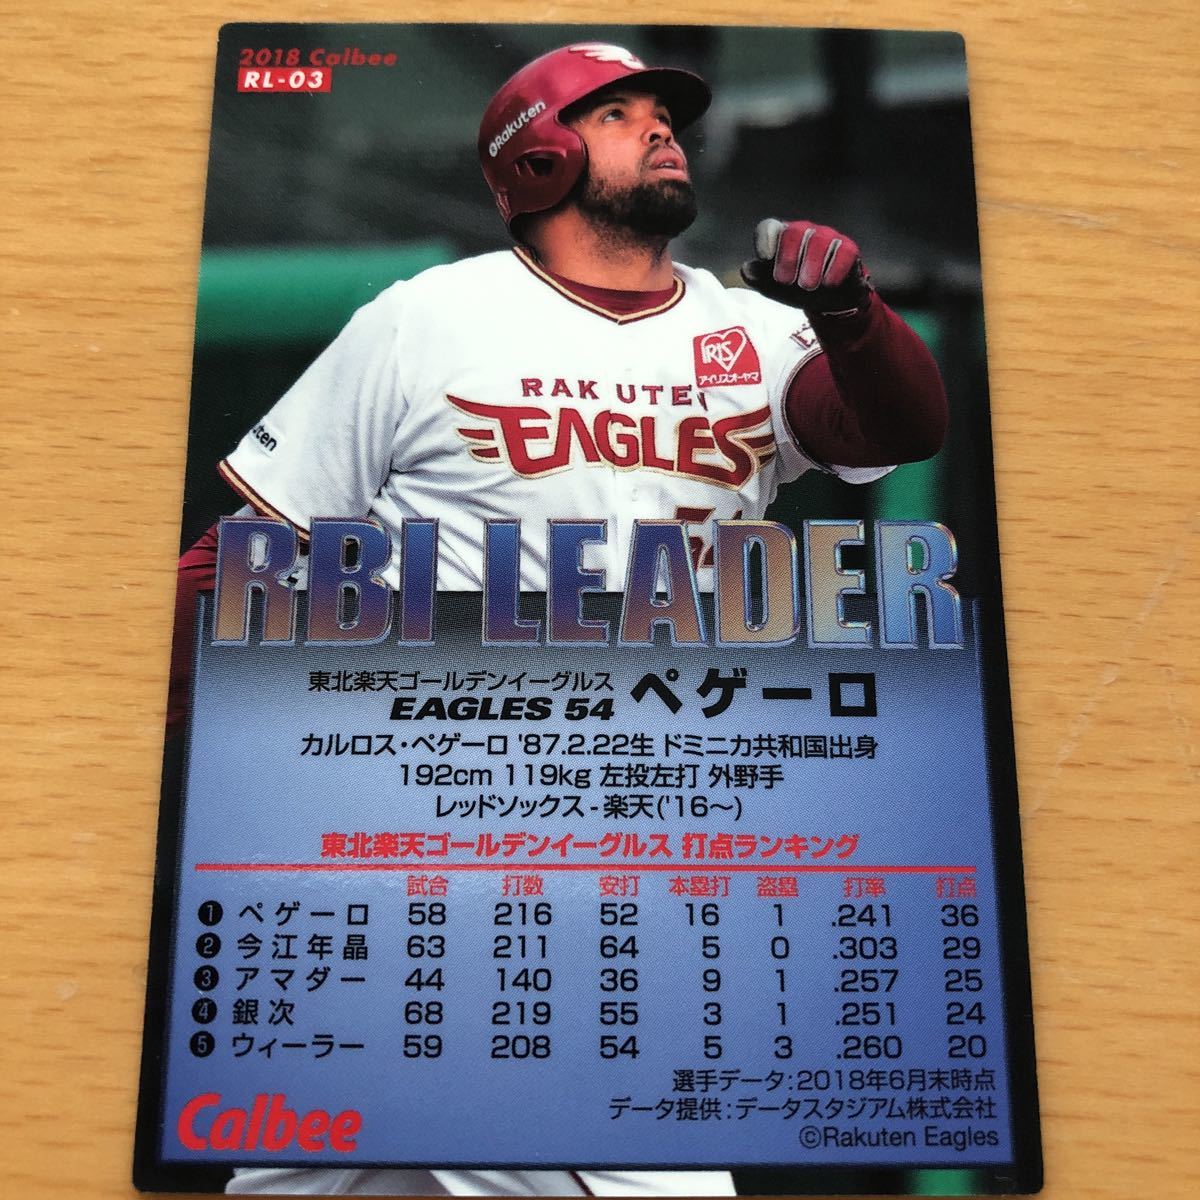 2018 Calbee
RL-03
Rakuten
IRIS
アイリスオーヤマ
RAKUTEN
EAGLES
54
RBI LEADER
東北楽天ゴールデンイーグルス
EAGLES 54
ペゲーロ
カルロス・ペゲーロ '87.2.22生 ドミニカ共和国出身
192cm 119kg 左投左打 外野手
レッドソックス - 楽天('16〜)
東北楽天ゴールデンイーグルス 打点ランキング
試合 打数 安打 本塁打 盗塁 打率 打点
❶ ペゲーロ 58 216 52 16 1 .241 36
❷ 今江年晶 63 211 64 5 0 .303 29
❸ アマダー 44 140 36 9 1 .257 25
❹ 銀次 68 219 55 3 1 .251 24
❺ ウィーラー 59 208 54 5 3 .260 20
選手データ:2018年6月末時点
データ提供:データスタジアム株式会社
©Rakuten Eagles
Calbee